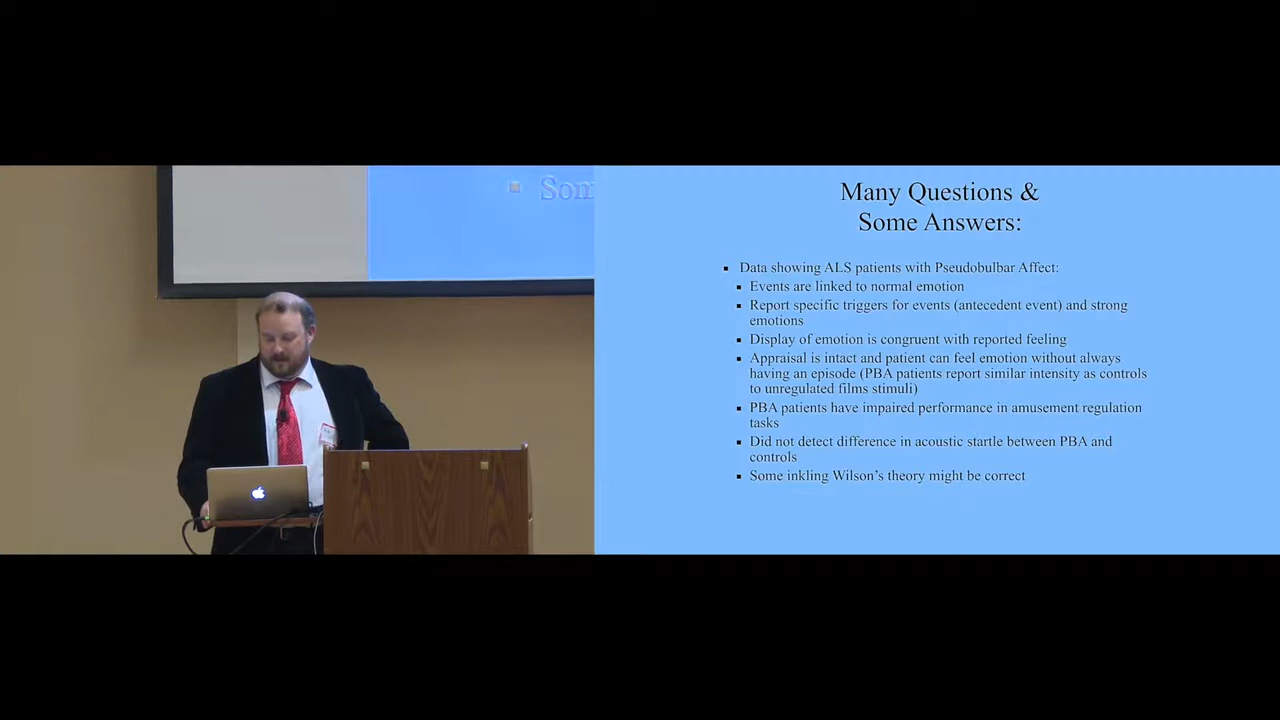 Som
Many Questions &
Some Answers:
Data showing ALS patients with Pseudobulbar Affect:
Events are linked to normal emotion
Report specific triggers for events (antecedent event) and strong
emotions
Display of emotion is congruent with reported feeling
Appraisal is intact and patient can feel emotion without always
having an episode (PBA patients report similar intensity as controls
to unregulated films stimuli)
PBA patients have impaired performance in amusement regulation
tasks
Did not detect difference in acoustic startle between PBA and
controls
Some inkling Wilson's theory might be correct